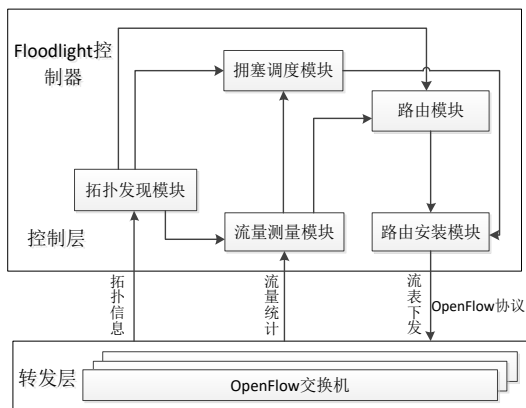 Floodlight控
制器
拥塞调度模块
路由模块
拓扑发现模块
流量测量模块
路由安装模块
控制层
拓扑信息
流量统计
流表下发
OpenFlow协议
转发层
OpenFlow交换机